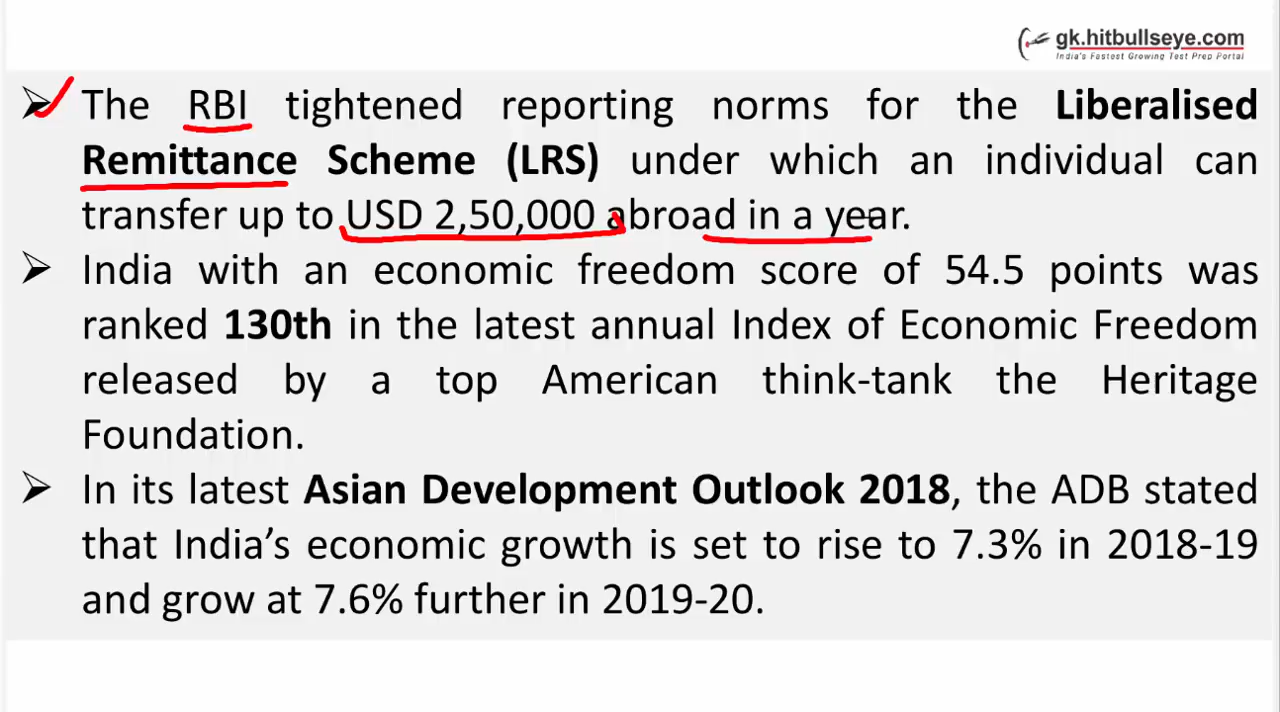 gk.hitbullseye.com
India's Fastest Growing Test Prep Portal
The RBI tightened reporting norms for the Liberalised
Remittance Scheme (LRS) under which an individual can
transfer up to USD 2,50,000 abroad in a year.
India with an economic freedom score of 54.5 points was
ranked 130th in the latest annual Index of Economic Freedom
released by a top American think-tank the Heritage
Foundation.
In its latest Asian Development Outlook 2018, the ADB stated
that India’s economic growth is set to rise to 7.3% in 2018-19
and grow at 7.6% further in 2019-20.